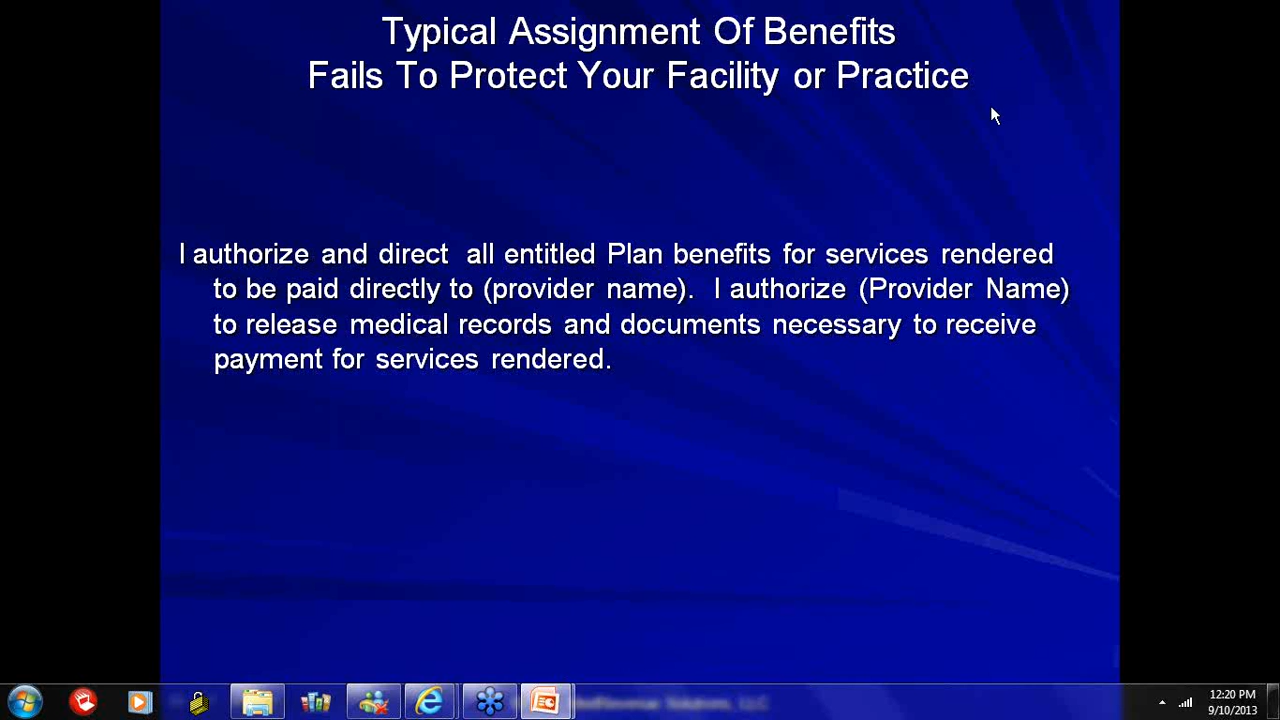 Typical Assignment Of Benefits
Fails To Protect Your Facility or Practice
I authorize and direct all entitled Plan benefits for services rendered
to be paid directly to (provider name). I authorize (Provider Name)
to release medical records and documents necessary to receive
payment for services rendered.
Solutions, LLC
12:20 PM
9/10/2013